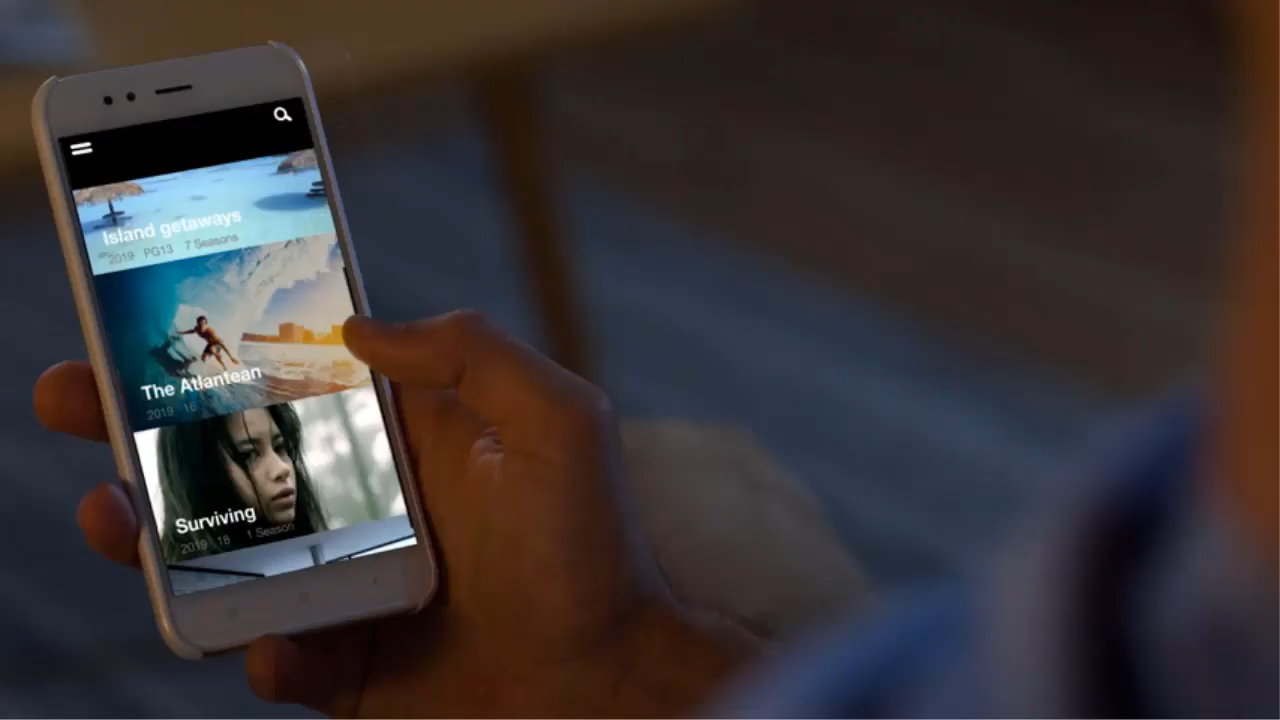 Island getaways
2019 PG13 7 Seasons
The Atlantean
2019 16
Surviving
2019 18 1 Season